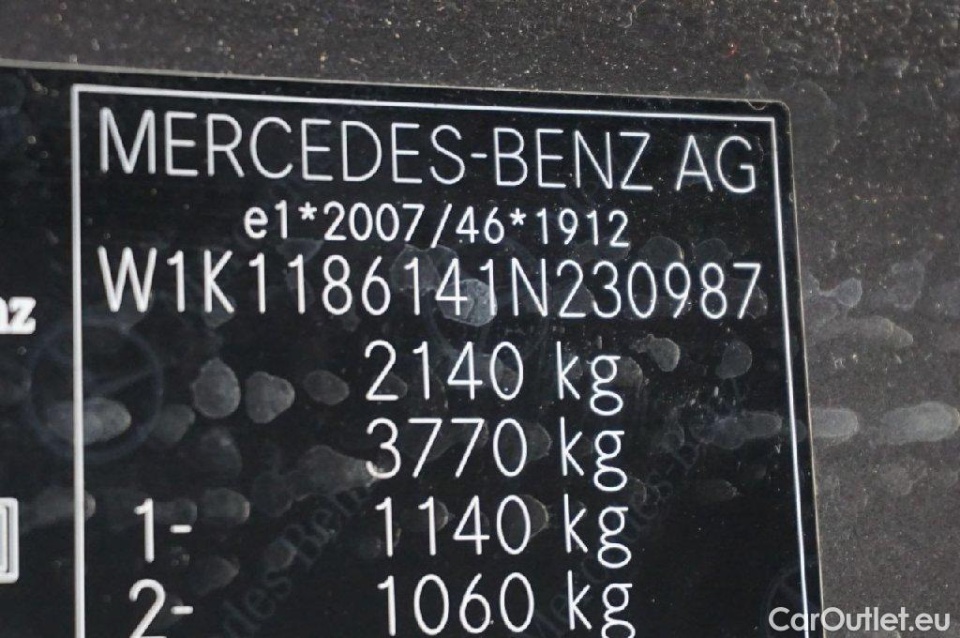 MERCEDES-BENZ AG
e1*2007/46*1912
W1K1186141N230987
2140 kg
3770 kg
1- 1140 kg
2- 1060 kg
CarOutlet.eu